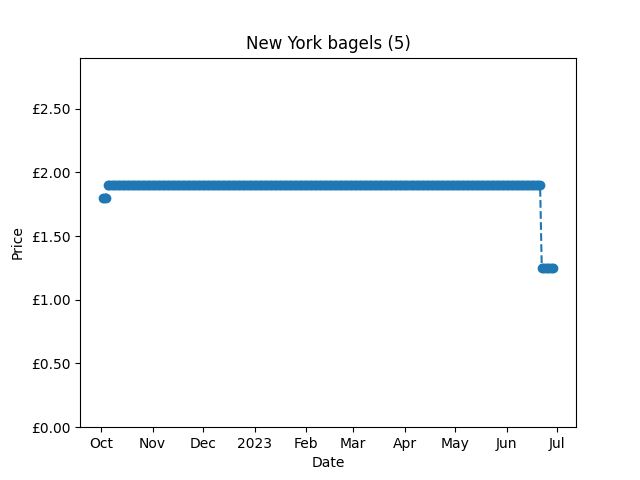 New York bagels (5)
£2.50
£2.00
£1.50
£1.00
£0.50
£0.00
Price
Oct Nov Dec 2023 Feb Mar Apr May Jun Jul
Date